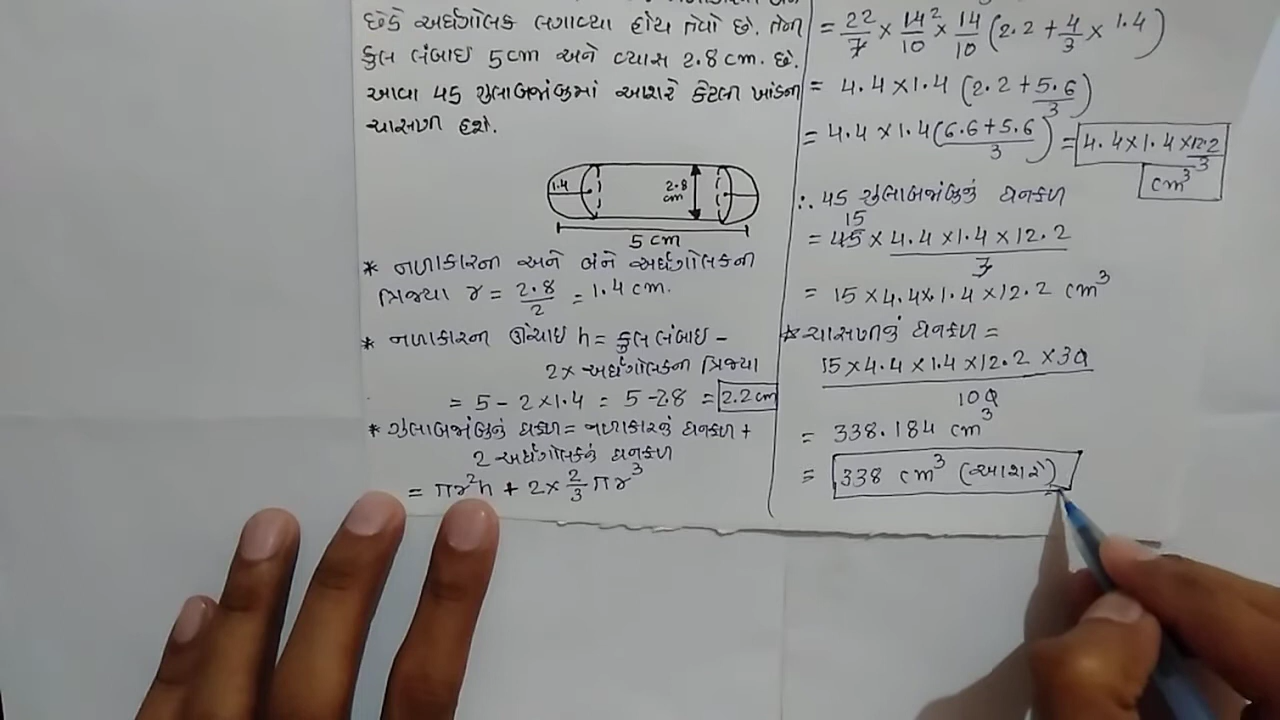 છેડે અર્ધગોલક લગાવ્યા હોય તેવો છે. તેની
કુલ લંબાઇ 5cm અને વ્યાસ 2.8 cm. છે.
આવા 45 ગુલાબજાંબુમાં આશરે કેટલી ખાંડની
ચાસણી હશે.
1.4
2.8 cm
5 cm
* નળાકારના અને બંને અર્ધગોલકની
ત્રિજ્યા r = 2.8/2 = 1.4 cm.
* નળાકારની ઊંચાઇ h = કુલ લંબાઇ -
2× અર્ધગોલકની ત્રિજ્યા
= 5 - 2×1.4 = 5 - 2.8 = 2.2 cm
* ગુલાબજાંબુનું ઘનફળ = નળાકારનું ઘનફળ +
2 અર્ધગોલકનું ઘનફળ
= πr²h + 2× 2/3 πr³
= 22/7 × 14²/10 × 14/10 (2.2 + 4/3 × 1.4)
= 4.4 ×1.4 (2.2 + 5.6/3)
= 4.4 ×1.4 (6.6+5.6/3) = 4.4×1.4×12.2/3
cm³
∴ 45 ગુલાબજાંબુનું ઘનફળ
15
= 45 × 4.4×1.4×12.2/3
= 15 ×4.4×1.4×12.2 cm³
* ચાસણીનું ઘનફળ =
15×4.4×1.4×12.2×30
100
= 338.184 cm³
= 338 cm³ (આશરે)